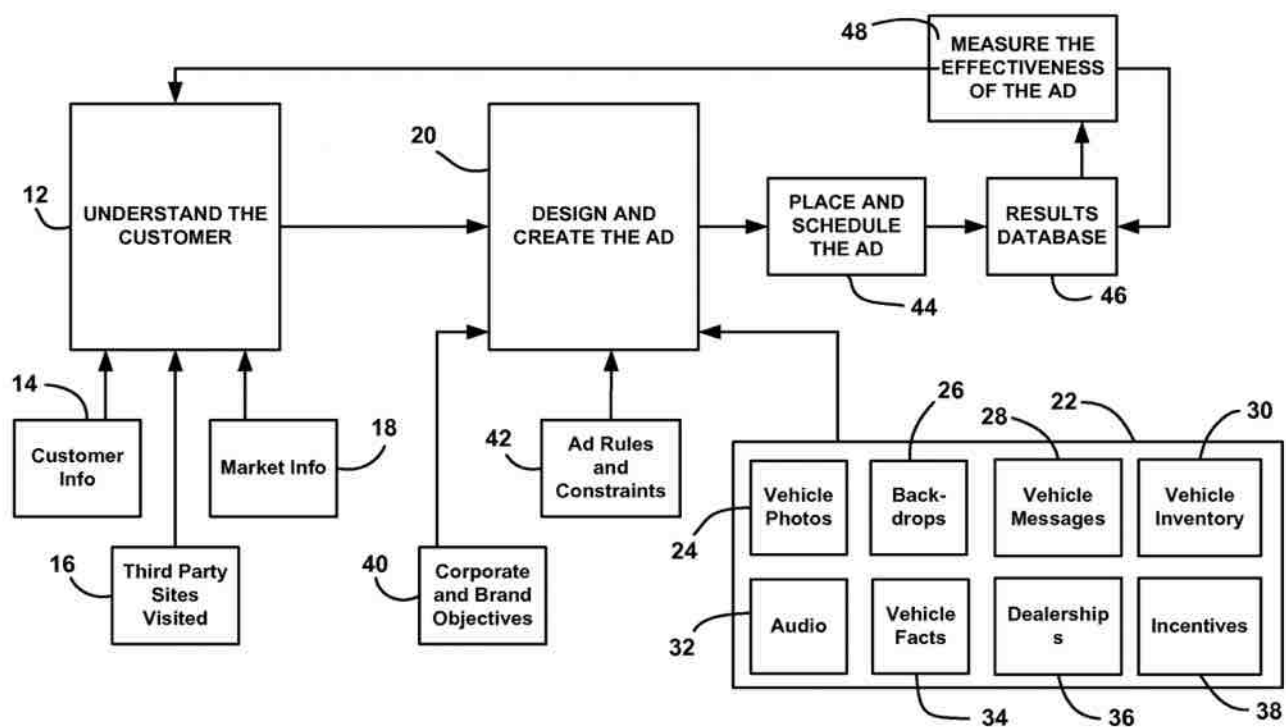 48
MEASURE THE
EFFECTIVENESS
OF THE AD
20
12
UNDERSTAND THE
CUSTOMER
DESIGN AND
CREATE THE AD
PLACE AND
SCHEDULE
THE AD
RESULTS
DATABASE
44
46
14
Customer
Info
18
Market Info
16
Third Party
Sites
Visited
42
Ad Rules
and
Constraints
40
Corporate
and Brand
Objectives
26
28
22
30
24
Vehicle
Photos
Back-
drops
Vehicle
Messages
Vehicle
Inventory
32
Audio
Vehicle
Facts
Dealership
s
Incentives
34
36
38